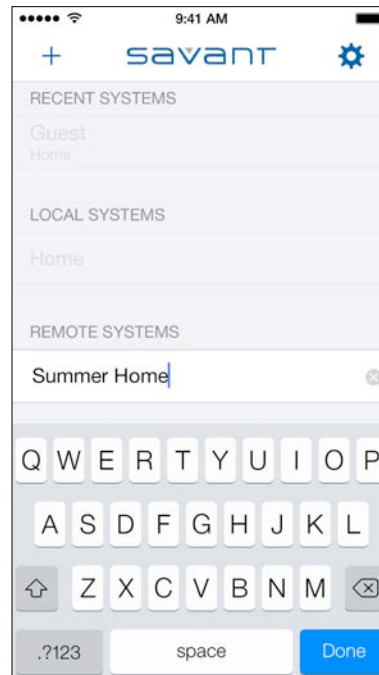 9:41 AM
+ savant
RECENT SYSTEMS
Guest
Home
LOCAL SYSTEMS
Home
REMOTE SYSTEMS
Summer Home
Q W E R T Y U I O P
A S D F G H J K L
Z X C V B N M
.?123 space Done